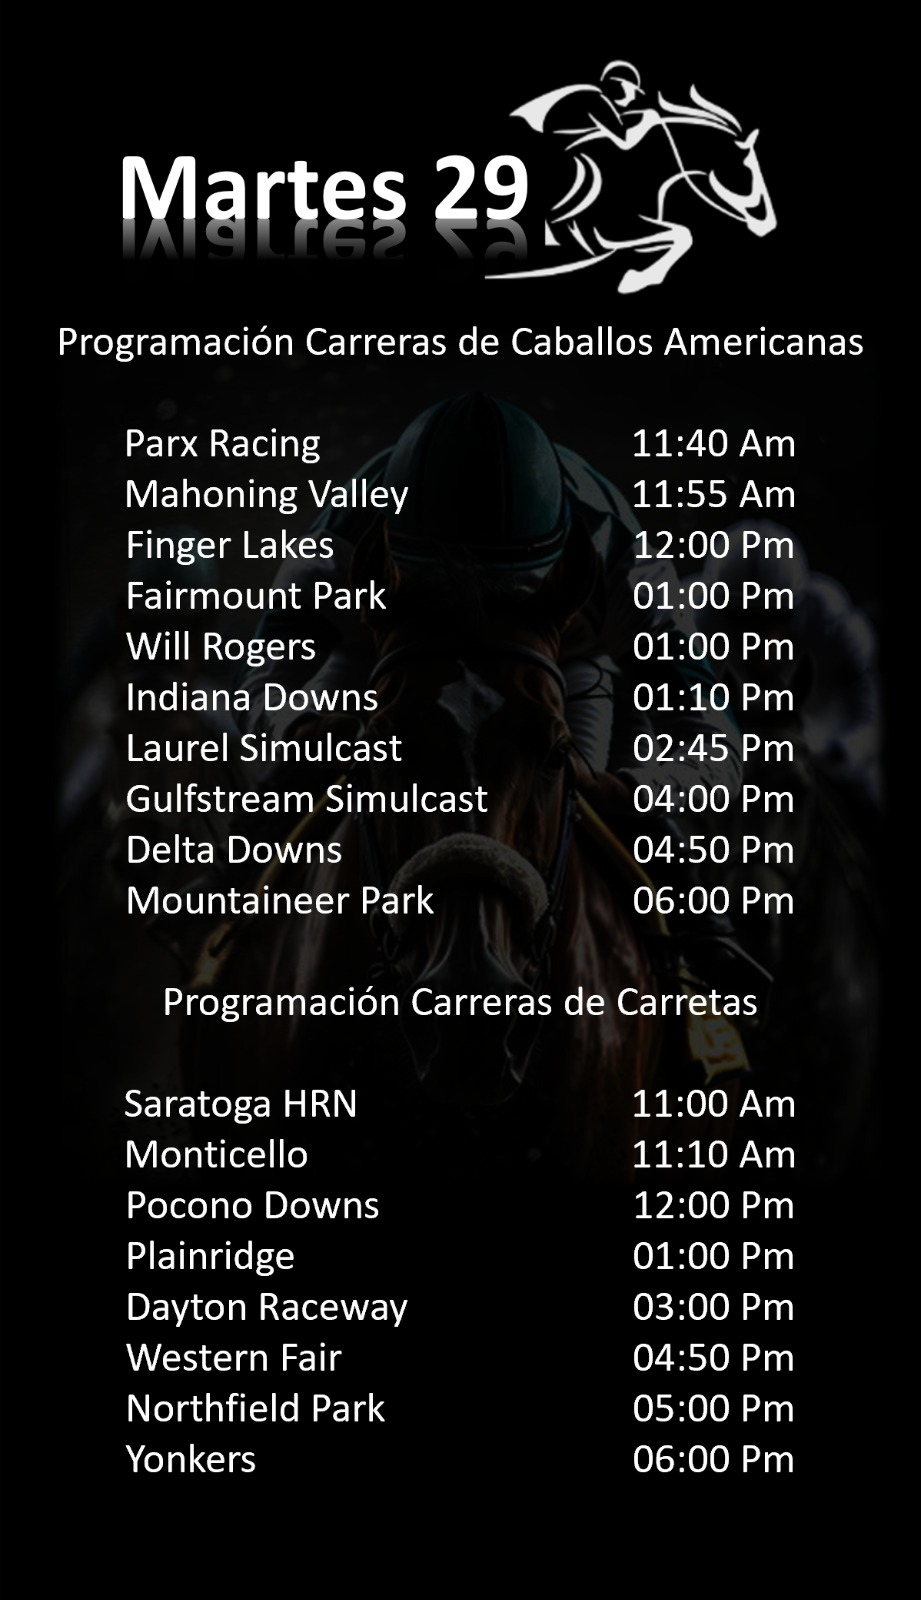 Martes 29
Programación Carreras de Caballos Americanas
Parx Racing 11:40 Am
Mahoning Valley 11:55 Am
Finger Lakes 12:00 Pm
Fairmount Park 01:00 Pm
Will Rogers 01:00 Pm
Indiana Downs 01:10 Pm
Laurel Simulcast 02:45 Pm
Gulfstream Simulcast 04:00 Pm
Delta Downs 04:50 Pm
Mountaineer Park 06:00 Pm
Programación Carreras de Carretas
Saratoga HRN 11:00 Am
Monticello 11:10 Am
Pocono Downs 12:00 Pm
Plainridge 01:00 Pm
Dayton Raceway 03:00 Pm
Western Fair 04:50 Pm
Northfield Park 05:00 Pm
Yonkers 06:00 Pm